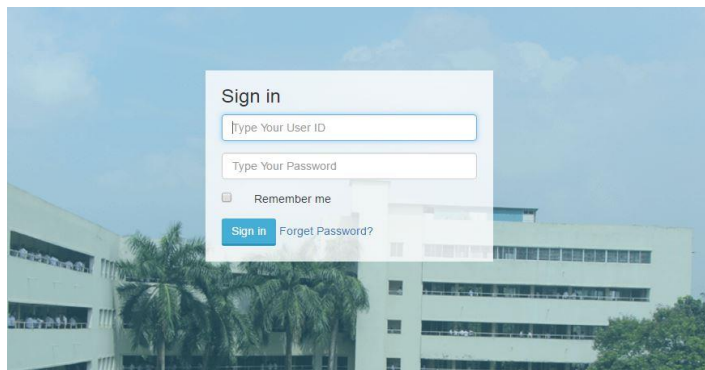 Sign in
Type Your User ID
Type Your Password
Remember me
Sign in Forget Password?